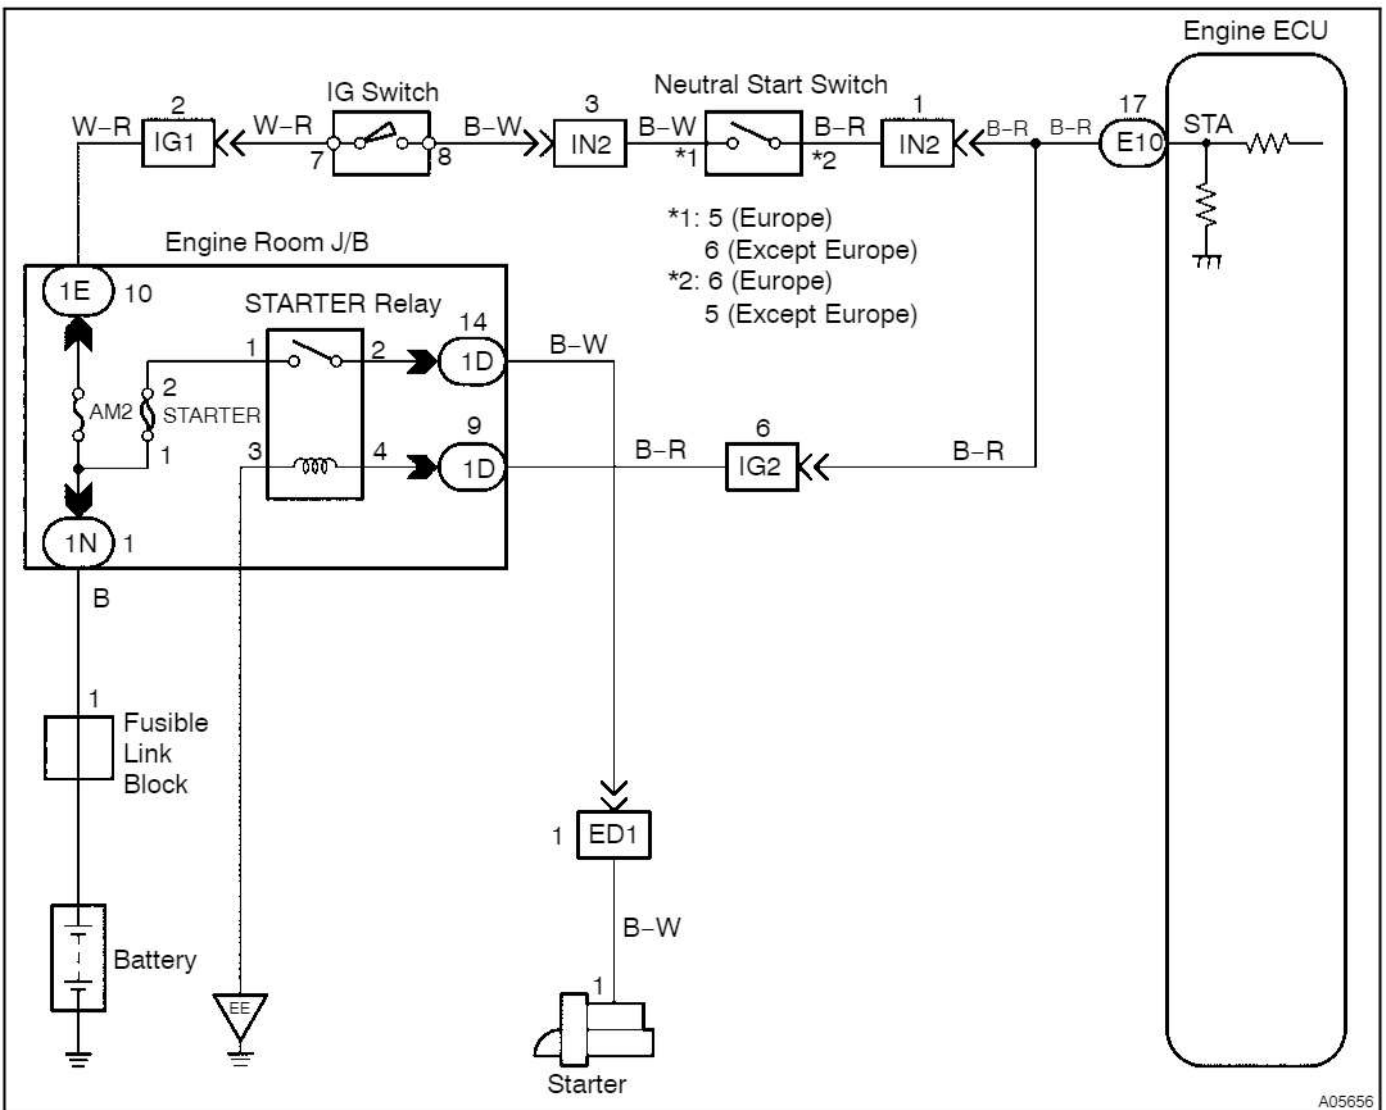 Engine ECU
IG Switch
Neutral Start Switch
2
3
1
17
W-R
IG1
W-R
7
8
B-W
IN2
B-W
*1
B-R
*2
IN2
B-R
B-R
E10
STA
*1: 5 (Europe)
6 (Except Europe)
*2: 6 (Europe)
5 (Except Europe)
Engine Room J/B
1E
10
STARTER Relay
14
1
2
1D
B-W
2
AM2
STARTER
1
9
6
3
4
1D
B-R
IG2
B-R
1N
1
B
1
Fusible
Link
Block
1
ED1
B-W
Battery
1
EE
Starter
A05656